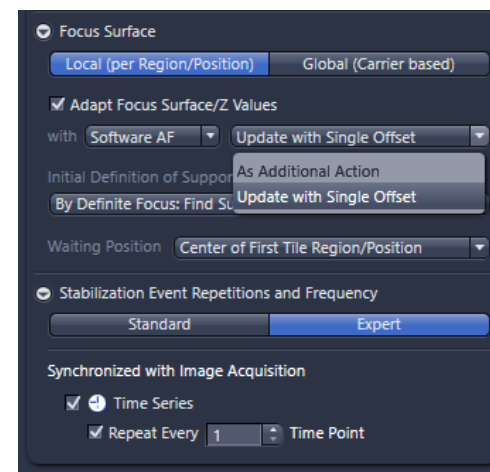 Focus Surface
Local (per Region/Position) Global (Carrier based)
Adapt Focus Surface/Z Values
with Software AF Update with Single Offset
As Additional Action
Initial Definition of
Update with Single Offset
By Definite Focus: Find
Waiting Position Center of First Tile Region/Position
Stabilization Event Repetitions and Frequency
Standard Expert
Synchronized with Image Acquisition
Time Series
Repeat Every 1 Time Point